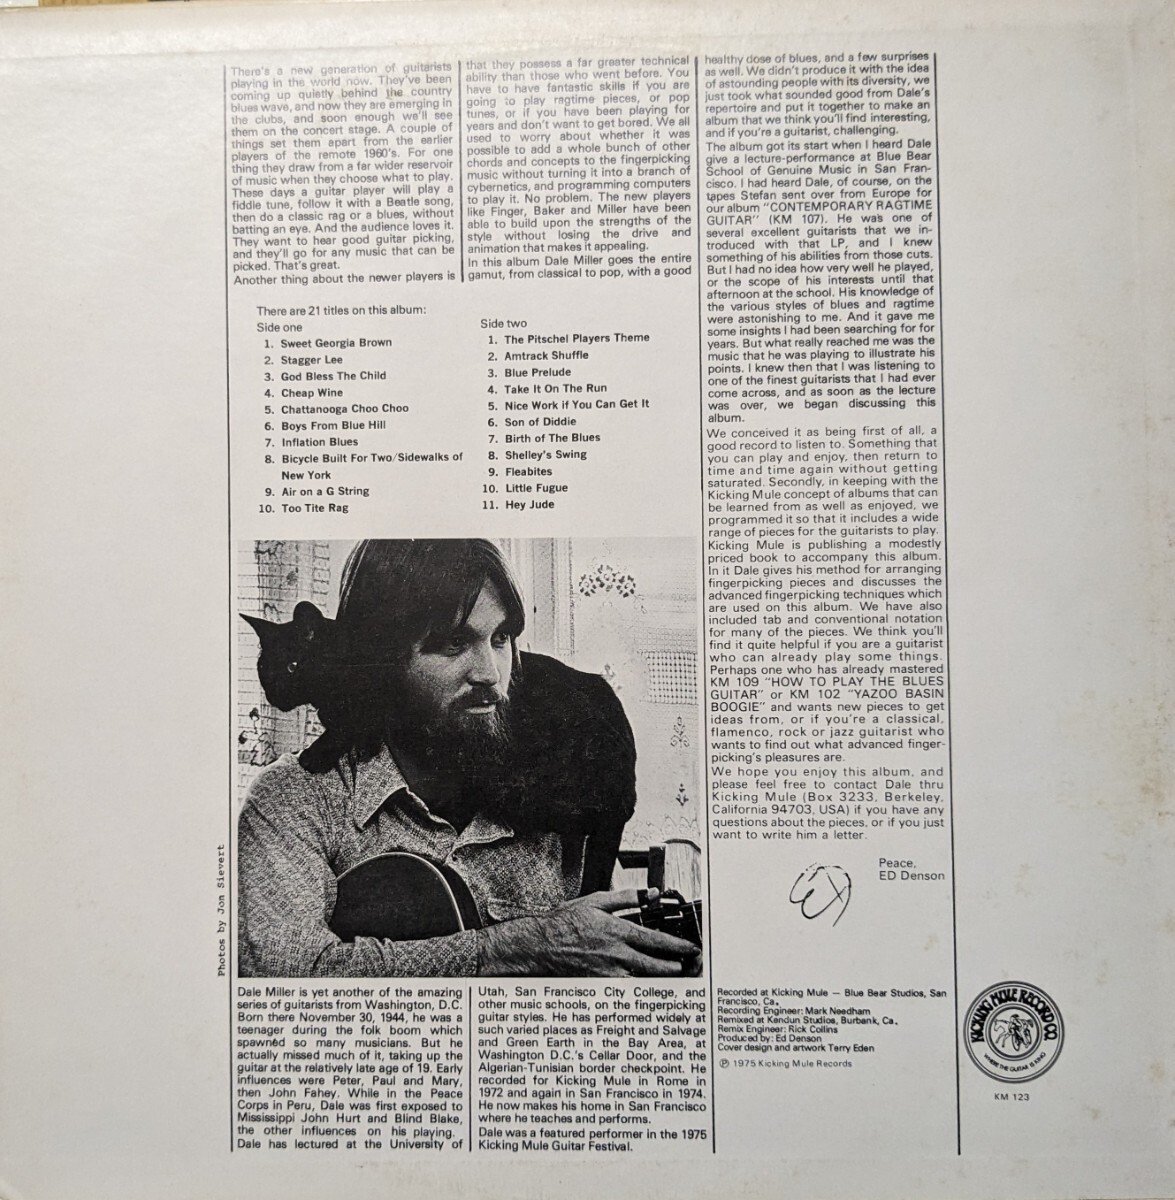 There's a new generation of guitarists
playing in the world now. They've been
coming up quietly behind the country
blues wave, and now they are emerging in
the clubs, and soon enough we'll see
them on the concert stage. A couple of
things set them apart from the earlier
players of the remote 1960's. For one
thing they draw from a far wider reservoir
of music when they choose what to play.
These days a guitar player will play a
fiddle tune, follow it with a Beatle song,
then do a classic rag or a blues, without
batting an eye. And the audience loves it.
They want to hear good guitar picking,
and they'll go for any music that can be
picked. That's great.
Another thing about the newer players is
that they possess a far greater technical
ability than those who went before. You
have to have fantastic skills if you are
going to play ragtime pieces, or pop
tunes, or if you have been playing for
years and don't want to get bored. We all
used to worry about whether it was
possible to add a whole bunch of other
chords and concepts to the fingerpicking
music without turning it into a branch of
cybernetics, and programming computers
to play it. No problem. The new players
like Finger, Baker and Miller have been
able to build upon the strengths of the
style without losing the drive and
animation that makes it appealing.
In this album Dale Miller goes the entire
gamut, from classical to pop, with a good
healthy dose of blues, and a few surprises
as well. We didn't produce it with the idea
of astounding people with its diversity, we
just took what sounded good from Dale's
repertoire and put it together to make an
album that we think you'll find interesting,
and if you're a guitarist, challenging.
The album got its start when I heard Dale
give a lecture-performance at Blue Bear
School of Genuine Music in San Fran-
cisco. I had heard Dale, of course, on the
tapes Stefan sent over from Europe for
our album "CONTEMPORARY RAGTIME
GUITAR" (KM 107). He was one of
several excellent guitarists that we in-
troduced with that LP, and I knew
something of his abilities from those cuts.
But I had no idea how very well he played,
or the scope of his interests until that
afternoon at the school. His knowledge of
the various styles of blues and ragtime
were astonishing to me. And it gave me
some insights I had been searching for for
years. But what really reached me was the
music that he was playing to illustrate his
points. I knew then that I was listening to
one of the finest guitarists that I had ever
come across, and as soon as the lecture
was over, we began discussing this
album.
We conceived it as being first of all, a
good record to listen to. Something that
you can play and enjoy, then return to
time and time again without getting
saturated. Secondly, in keeping with the
Kicking Mule concept of albums that can
be learned from as well as enjoyed, we
programmed it so that it includes a wide
range of pieces for the guitarists to play.
Kicking Mule is publishing a modestly
priced book to accompany this album.
In it Dale gives his method for arranging
fingerpicking pieces and discusses the
advanced fingerpicking techniques which
are used on this album. We have also
included tab and conventional notation
for many of the pieces. We think you'll
find it quite helpful if you are a guitarist
who can already play some things.
Perhaps one who has already mastered
KM 109 "HOW TO PLAY THE BLUES
GUITAR" or KM 102 "YAZOO BASIN
BOOGIE" and wants new pieces to get
ideas from, or if you're a classical,
flamenco, rock or jazz guitarist who
wants to find out what advanced finger-
picking's pleasures are.
We hope you enjoy this album, and
please feel free to contact Dale thru
Kicking Mule (Box 3233, Berkeley,
California 94703, USA) if you have any
questions about the pieces, or if you just
want to write him a letter.
Peace,
ED Denson
There are 21 titles on this album:
Side one
1. Sweet Georgia Brown
2. Stagger Lee
3. God Bless The Child
4. Cheap Wine
5. Chattanooga Choo Choo
6. Boys From Blue Hill
7. Inflation Blues
8. Bicycle Built For Two/Sidewalks of
New York
9. Air on a G String
10. Too Tite Rag
Side two
1. The Pitschel Players Theme
2. Amtrack Shuffle
3. Blue Prelude
4. Take It On The Run
5. Nice Work if You Can Get It
6. Son of Diddie
7. Birth of The Blues
8. Shelley's Swing
9. Fleabites
10. Little Fugue
11. Hey Jude
Photos by Jon Sievert
Dale Miller is yet another of the amazing
series of guitarists from Washington, D.C.
Born there November 30, 1944, he was a
teenager during the folk boom which
spawned so many musicians. But he
actually missed much of it, taking up the
guitar at the relatively late age of 19. Early
influences were Peter, Paul and Mary,
then John Fahey. While in the Peace
Corps in Peru, Dale was first exposed to
Mississippi John Hurt and Blind Blake,
the other influences on his playing.
Dale has lectured at the University of
Utah, San Francisco City College, and
other music schools, on the fingerpicking
guitar styles. He has performed widely at
such varied places as Freight and Salvage
and Green Earth in the Bay Area, at
Washington D.C.'s Cellar Door, and the
Algerian-Tunisian border checkpoint. He
recorded for Kicking Mule in Rome in
1972 and again in San Francisco in 1974.
He now makes his home in San Francisco
where he teaches and performs.
Dale was a featured performer in the 1975
Kicking Mule Guitar Festival.
Recorded at Kicking Mule — Blue Bear Studios, San
Francisco, Ca.
Recording Engineer: Mark Needham
Remixed at Kendun Studios, Burbank, Ca.
Remix Engineer: Rick Collins
Produced by: Ed Denson
Cover design and artwork Terry Eden
℗ 1975 Kicking Mule Records
KICKING MULE RECORD CO.
WHERE THE GUITAR IS KING
KM 123